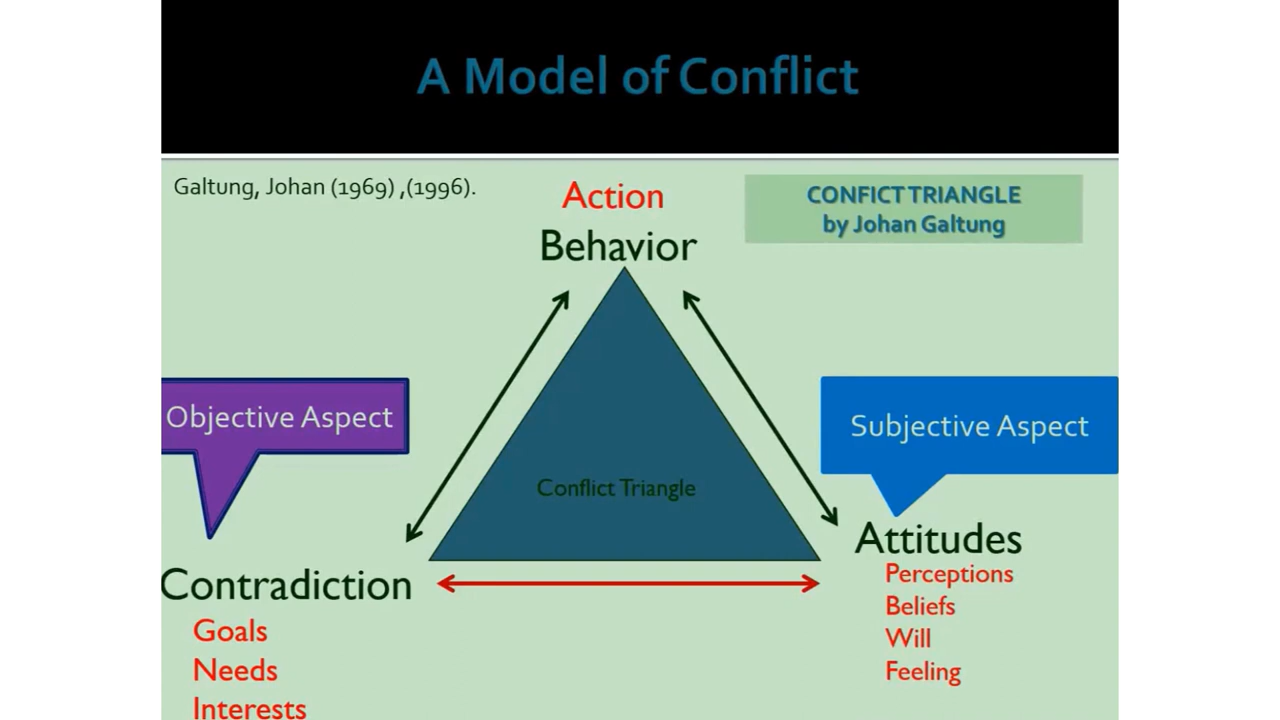 A Model of Conflict
Galtung, Johan (1969) ,(1996).
CONFICT TRIANGLE
by Johan Galtung
Action
Behavior
Objective Aspect
Subjective Aspect
Conflict Triangle
Contradiction
Goals
Needs
Interests
Attitudes
Perceptions
Beliefs
Will
Feeling